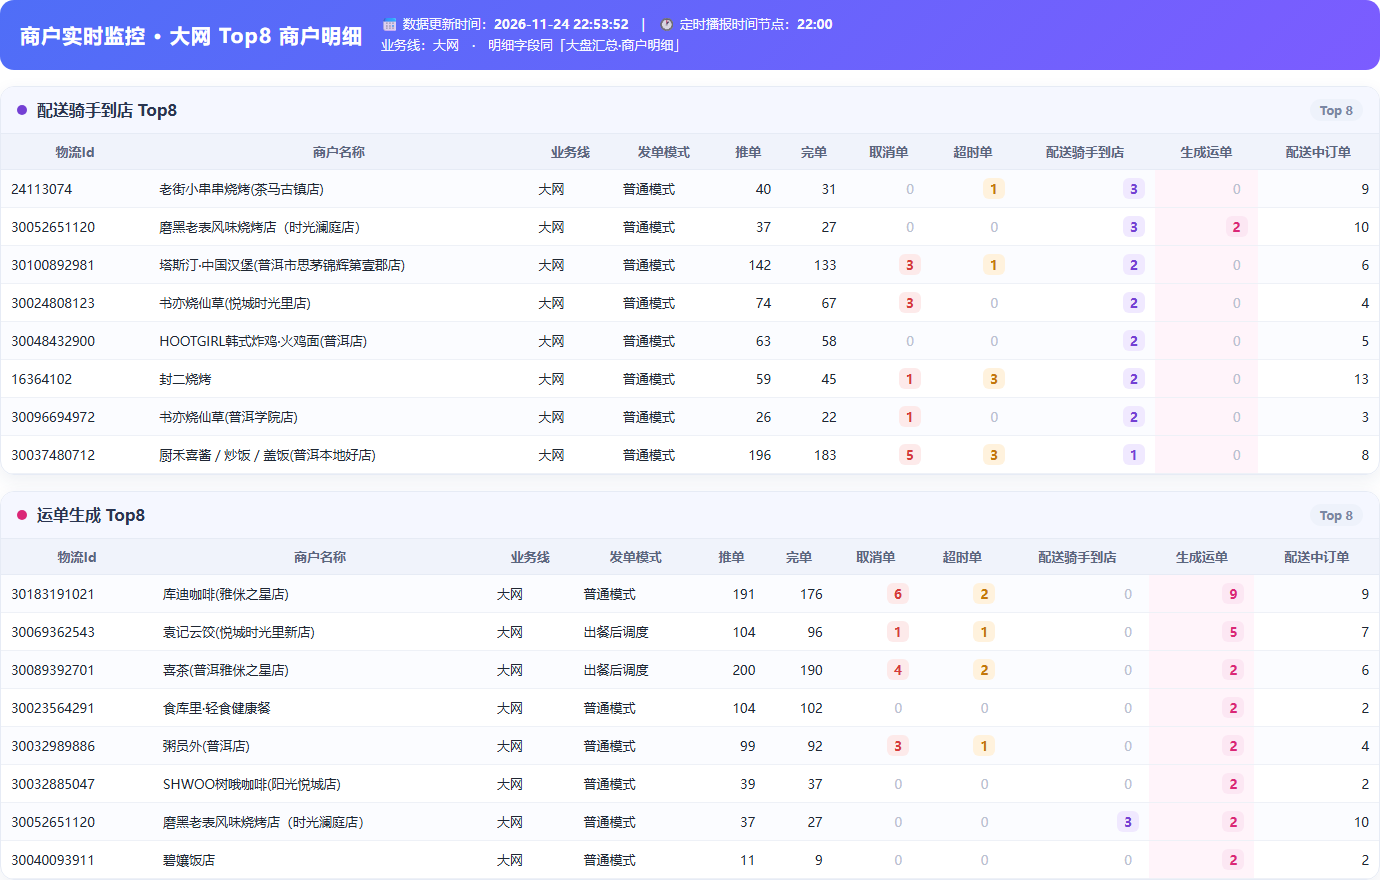 商户实时监控 · 大网 Top8 商户明细
数据更新时间：2026-11-24 22:53:52 | 定时播报时间节点：22:00
业务线：大网 · 明细字段同「大盘汇总·商户明细」
配送骑手到店 Top8 Top 8
物流Id 商户名称 业务线 发单模式 推单 完单 取消单 超时单 配送骑手到店 生成运单 配送中订单
24113074 老街小串串烧烤(茶马古镇店) 大网 普通模式 40 31 0 1 3 0 9
30052651120 磨黑老表风味烧烤店（时光澜庭店） 大网 普通模式 37 27 0 0 3 2 10
30100892981 塔斯汀·中国汉堡(普洱市思茅锦辉第壹郡店) 大网 普通模式 142 133 3 1 2 0 6
30024808123 书亦烧仙草(悦城时光里店) 大网 普通模式 74 67 3 0 2 0 4
30048432900 HOOTGIRL韩式炸鸡·火鸡面(普洱店) 大网 普通模式 63 58 0 0 2 0 5
16364102 封二烧烤 大网 普通模式 59 45 1 3 2 0 13
30096694972 书亦烧仙草(普洱学院店) 大网 普通模式 26 22 1 0 2 0 3
30037480712 厨禾喜酱 / 炒饭 / 盖饭(普洱本地好店) 大网 普通模式 196 183 5 3 1 0 8
运单生成 Top8 Top 8
物流Id 商户名称 业务线 发单模式 推单 完单 取消单 超时单 配送骑手到店 生成运单 配送中订单
30183191021 库迪咖啡(雅侎之星店) 大网 普通模式 191 176 6 2 0 9 9
30069362543 袁记云饺(悦城时光里新店) 大网 出餐后调度 104 96 1 1 0 5 7
30089392701 喜茶(普洱雅侎之星店) 大网 出餐后调度 200 190 4 2 0 2 6
30023564291 食库里·轻食健康餐 大网 普通模式 104 102 0 0 0 2 2
30032989886 粥员外(普洱店) 大网 普通模式 99 92 3 1 0 2 4
30032885047 SHWOO树哦咖啡(阳光悦城店) 大网 普通模式 39 37 0 0 0 2 2
30052651120 磨黑老表风味烧烤店（时光澜庭店） 大网 普通模式 37 27 0 0 3 2 10
30040093911 碧孃饭店 大网 普通模式 11 9 0 0 0 2 2